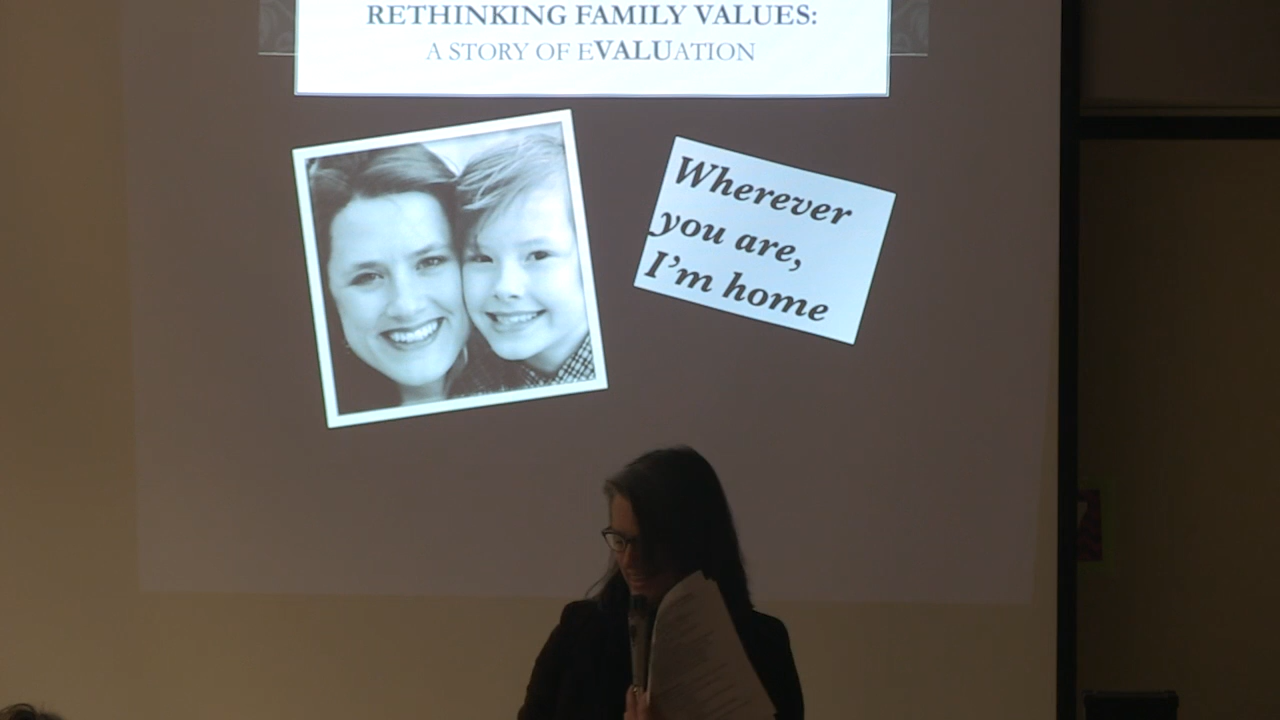 RETHINKING FAMILY VALUES:
A STORY OF EVALUATION
Wherever
you are,
I'm home